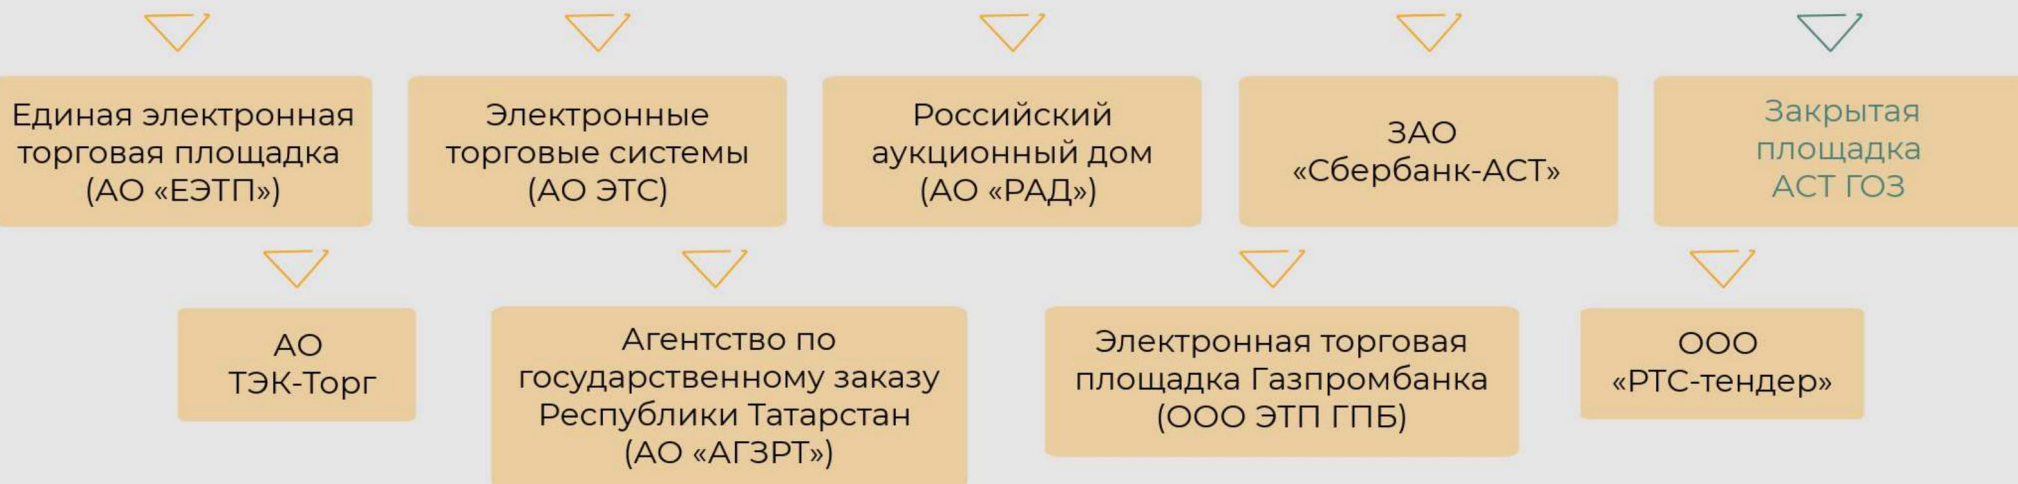 Единая электронная
торговая площадка
(АО «ЕЭТП»)
Электронные
торговые системы
(АО ЭТС)
Российский
аукционный дом
(АО «РАД»)
ЗАО
«Сбербанк-АСТ»
Закрытая
площадка
АСТ ГОЗ
АО
ТЭК-Торг
Агентство по
государственному заказу
Республики Татарстан
(АО «АГЗРТ»)
Электронная торговая
площадка Газпромбанка
(ООО ЭТП ГПБ)
ООО
«РТС-тендер»